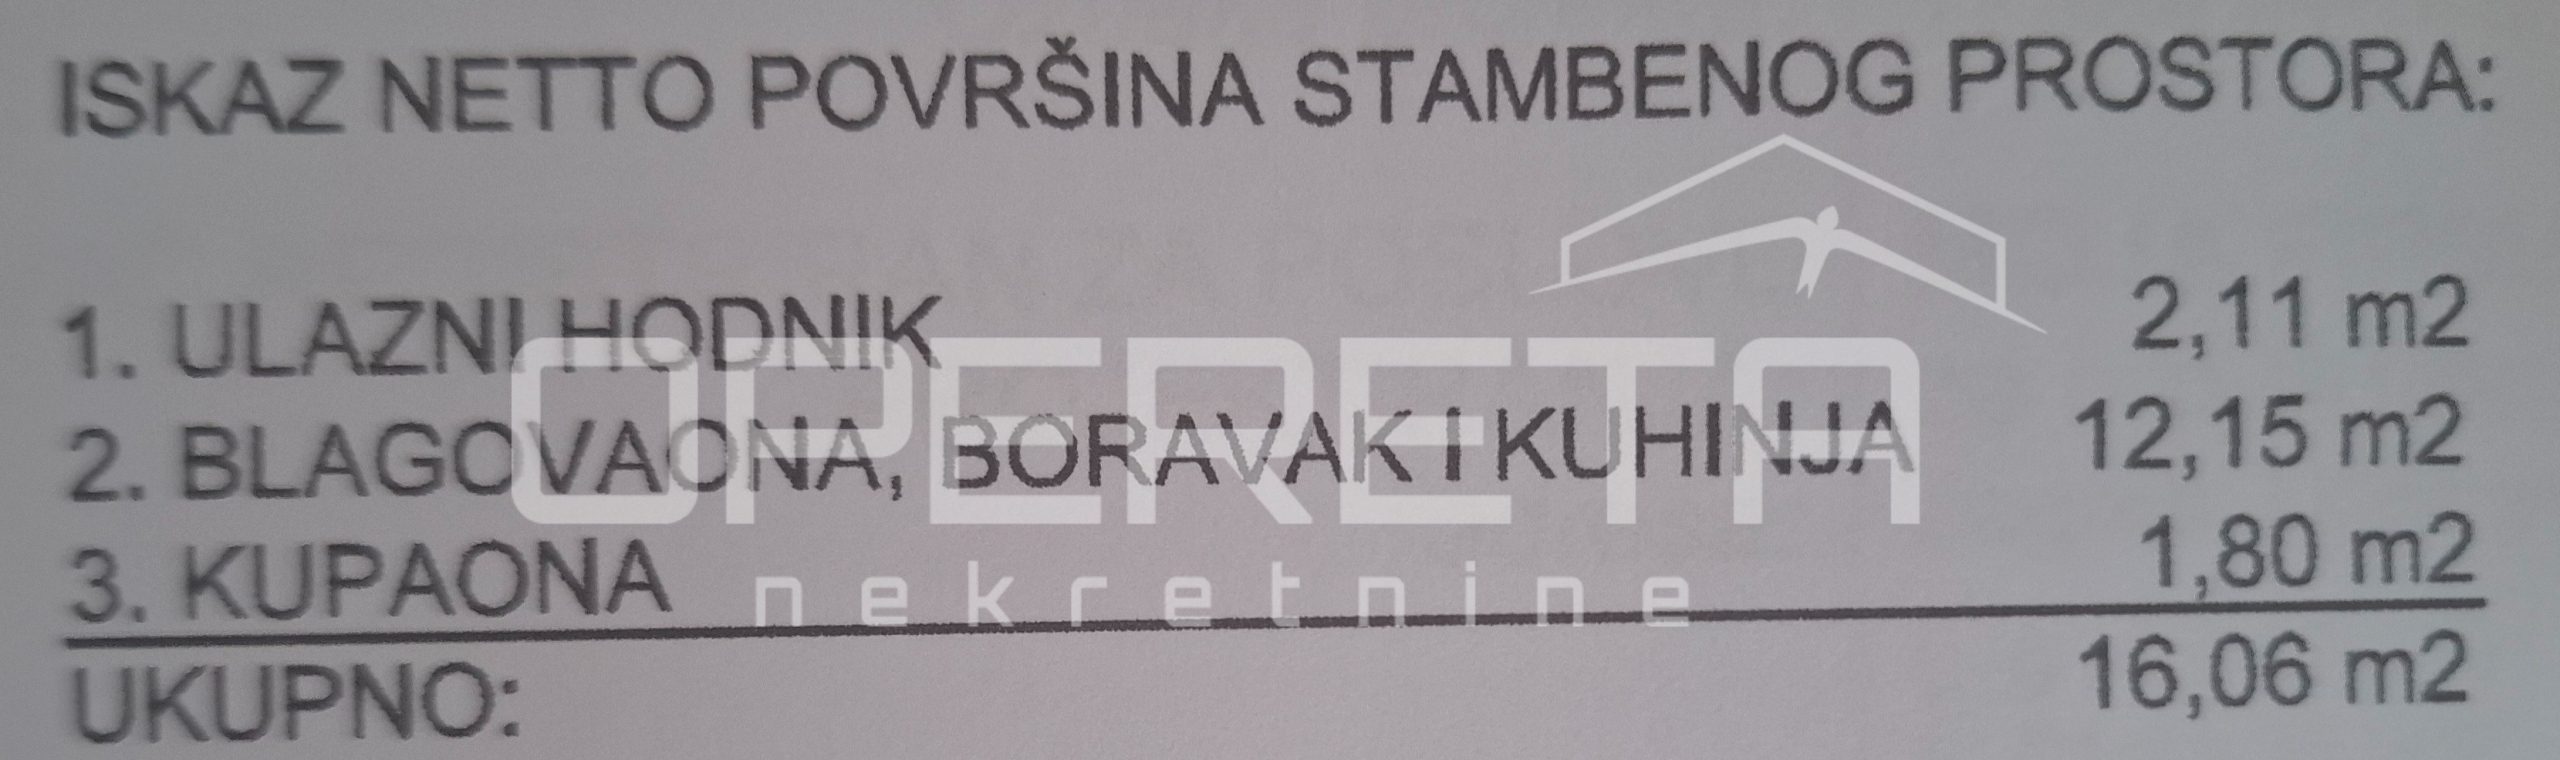 ISKAZ NETTO POVRŠINA STAMBENOG PROSTORA:
1. ULAZNI HODNIK 2,11 m2
2. BLAGOVAONA, BORAVAK I KUHINJA 12,15 m2
3. KUPAONA 1,80 m2
UKUPNO: 16,06 m2
OPERETA
nekretnine